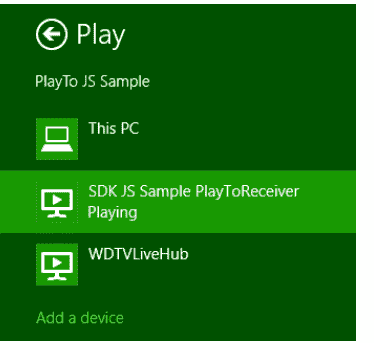 Play
PlayTo JS Sample
This PC
SDK JS Sample PlayToReceiver
Playing
WDTVLiveHub
Add a device